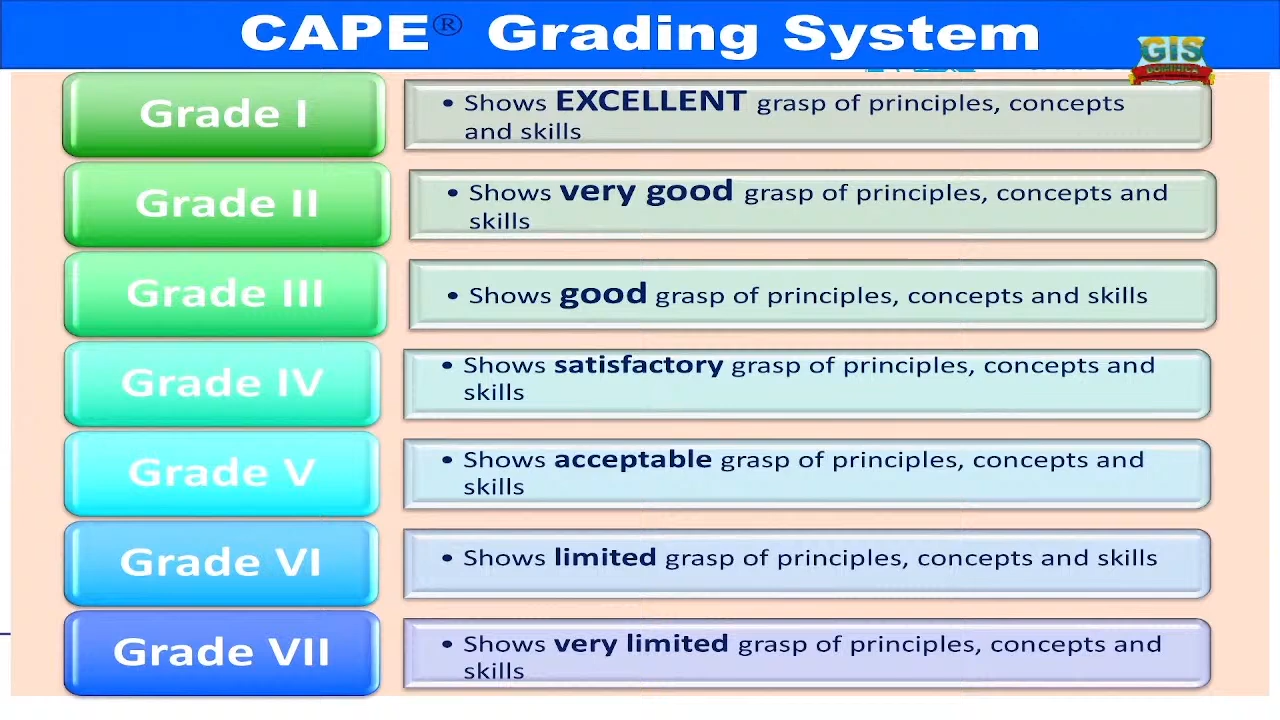 CAPE® Grading System
GIS
DOMINICA
Grade I
• Shows EXCELLENT grasp of principles, concepts
and skills
Grade II
• Shows very good grasp of principles, concepts and
skills
Grade III
• Shows good grasp of principles, concepts and skills
Grade IV
• Shows satisfactory grasp of principles, concepts and
skills
Grade V
• Shows acceptable grasp of principles, concepts and
skills
Grade VI
• Shows limited grasp of principles, concepts and skills
Grade VII
• Shows very limited grasp of principles, concepts and
skills